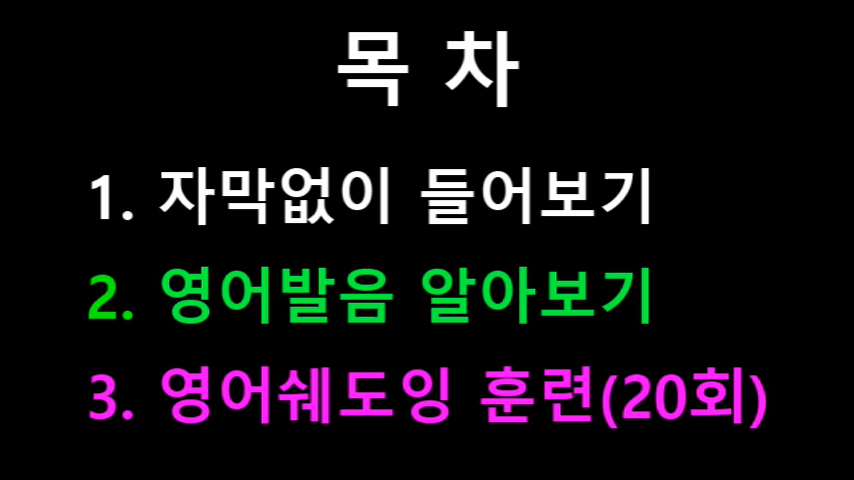 목 차
1. 자막없이 들어보기
2. 영어발음 알아보기
3. 영어쉐도잉 훈련(20회)